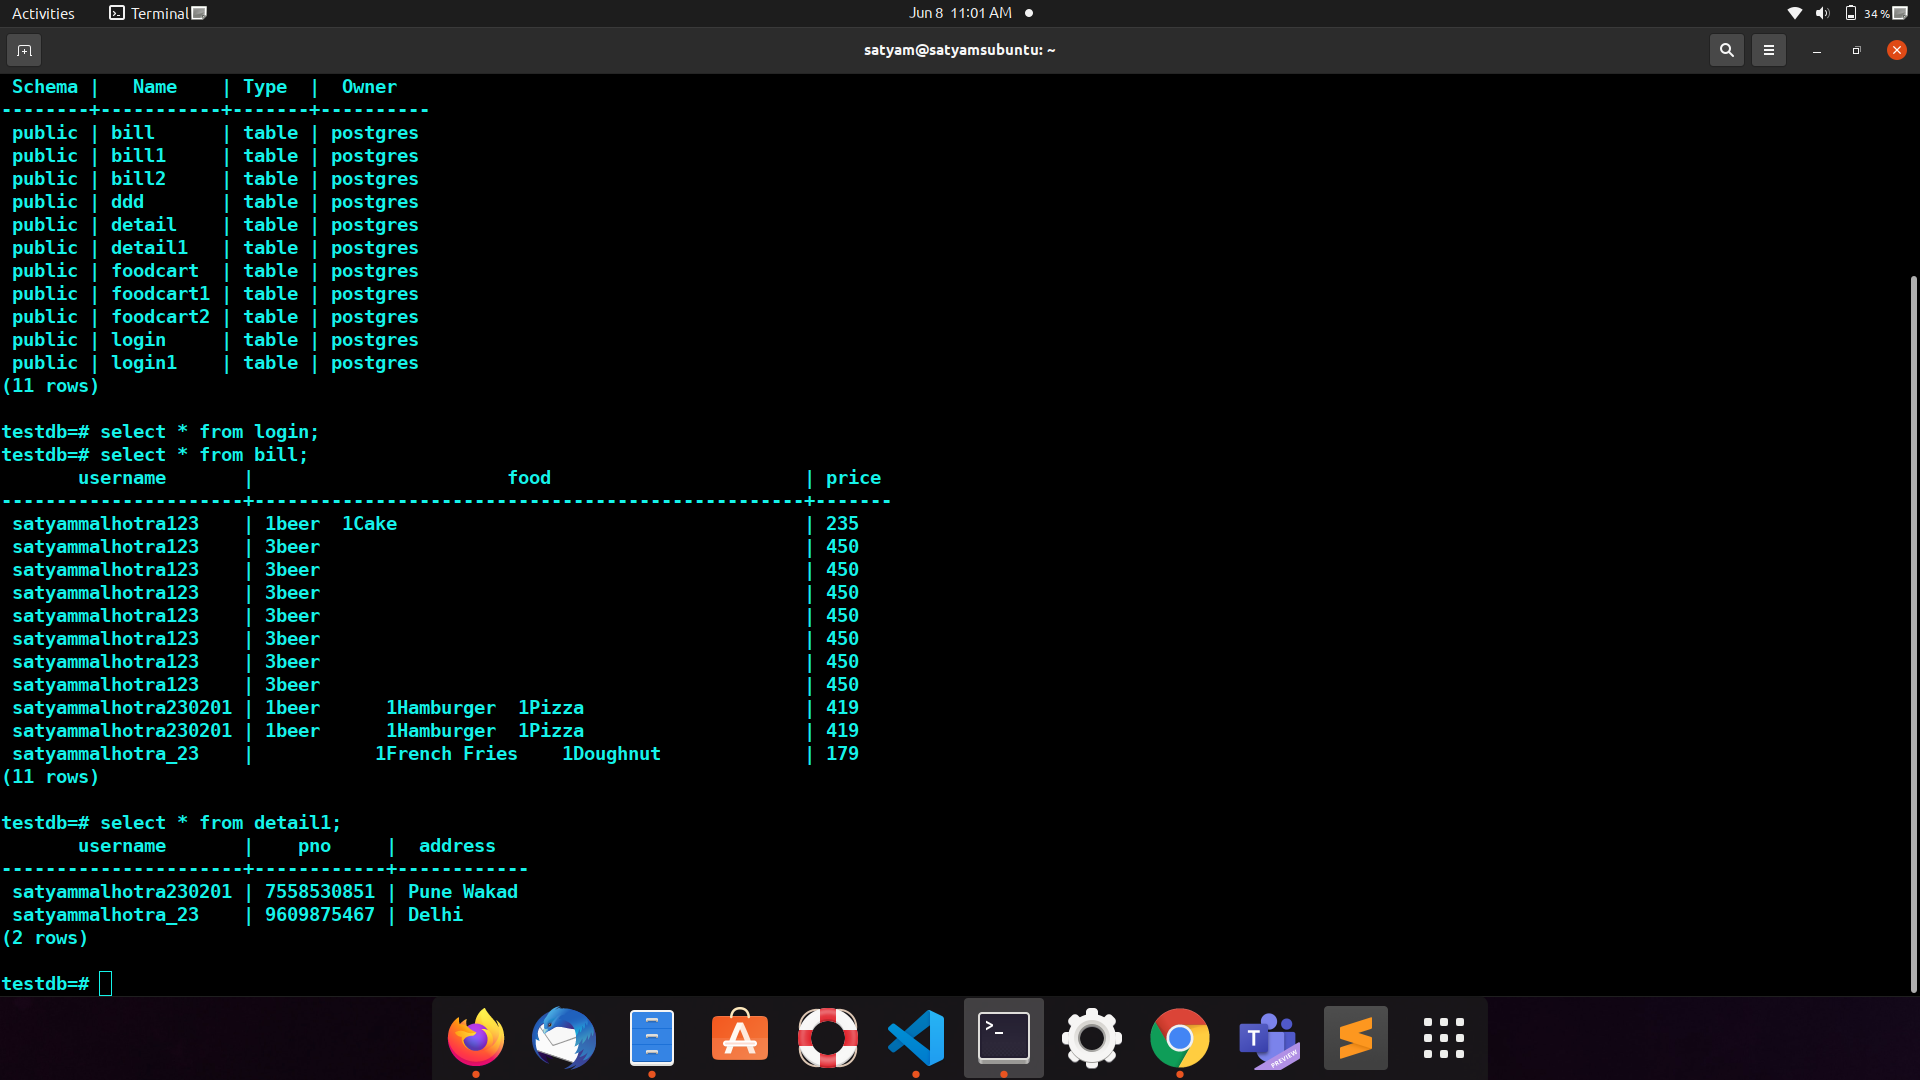 Activities Terminal Jun 8 11:01 AM 34 %
satyam@satyamsubuntu: ~
 Schema |   Name    | Type  |  Owner
--------+-----------+-------+----------
 public | bill      | table | postgres
 public | bill1     | table | postgres
 public | bill2     | table | postgres
 public | ddd       | table | postgres
 public | detail    | table | postgres
 public | detail1   | table | postgres
 public | foodcart  | table | postgres
 public | foodcart1 | table | postgres
 public | foodcart2 | table | postgres
 public | login     | table | postgres
 public | login1    | table | postgres
(11 rows)
testdb=# select * from login;
testdb=# select * from bill;
       username       |                       food                       | price
----------------------+--------------------------------------------------+-------
 satyammalhotra123    | 1beer  1Cake                                     | 235
 satyammalhotra123    | 3beer                                            | 450
 satyammalhotra123    | 3beer                                            | 450
 satyammalhotra123    | 3beer                                            | 450
 satyammalhotra123    | 3beer                                            | 450
 satyammalhotra123    | 3beer                                            | 450
 satyammalhotra123    | 3beer                                            | 450
 satyammalhotra123    | 3beer                                            | 450
 satyammalhotra230201 | 1beer      1Hamburger  1Pizza                    | 419
 satyammalhotra230201 | 1beer      1Hamburger  1Pizza                    | 419
 satyammalhotra_23    |           1French Fries    1Doughnut             | 179
(11 rows)
testdb=# select * from detail1;
       username       |    pno     |  address
----------------------+------------+------------
 satyammalhotra230201 | 7558530851 | Pune Wakad
 satyammalhotra_23    | 9609875467 | Delhi
(2 rows)
testdb=#
>_
T
PREVIEW